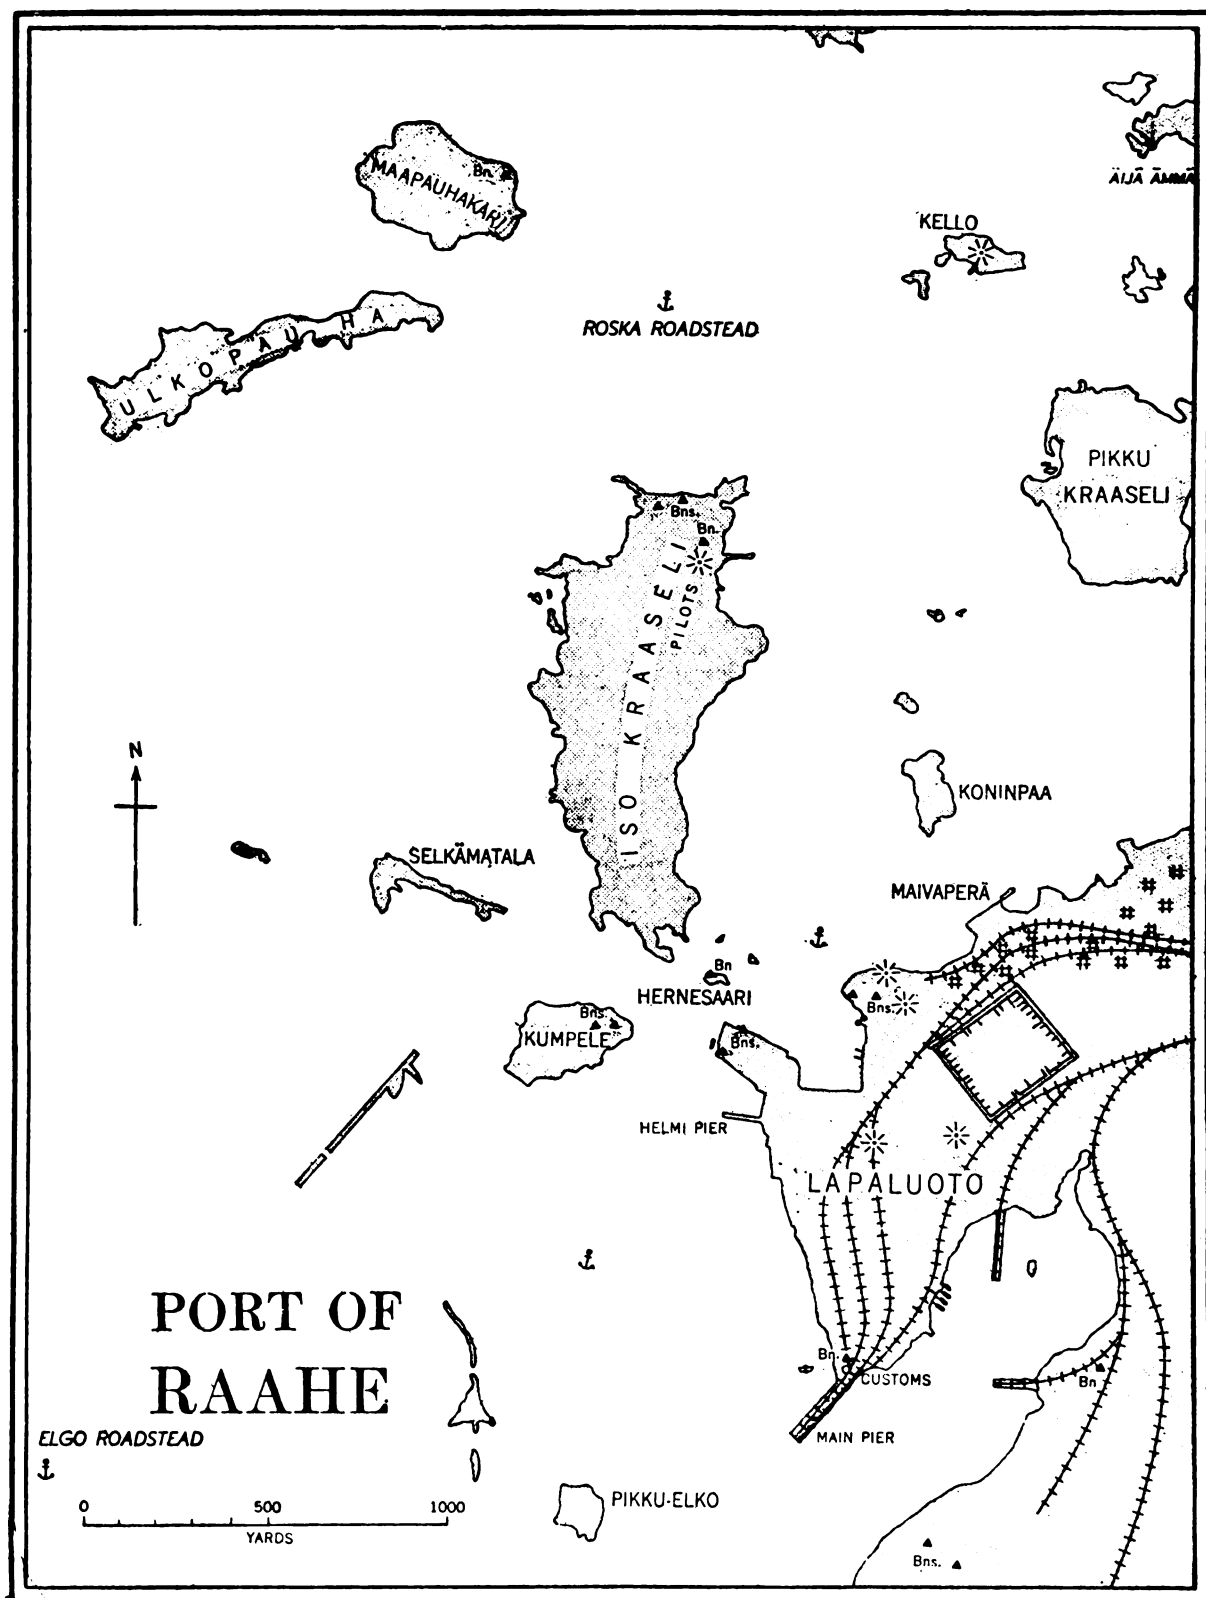 ÄIJÄ ÄMMÄ
Bn.
MAAPAUHAKARI
KELLO
ROSKA ROADSTEAD
ULKOPAUHA
PIKKU
KRAASELI
Bns.
Bn.
ISO KRAASELI
PILOTS
N
KONINPAA
SELKÄMATALA
MAIVAPERÄ
Bn
HERNESAARI
Bns.
Bns.
KUMPELE
Bns.
HELMI PIER
LAPALUOTO
PORT OF
RAAHE
Bn.
CUSTOMS
Bn
MAIN PIER
ELGO ROADSTEAD
PIKKU-ELKO
0 500 1000
YARDS
Bns.